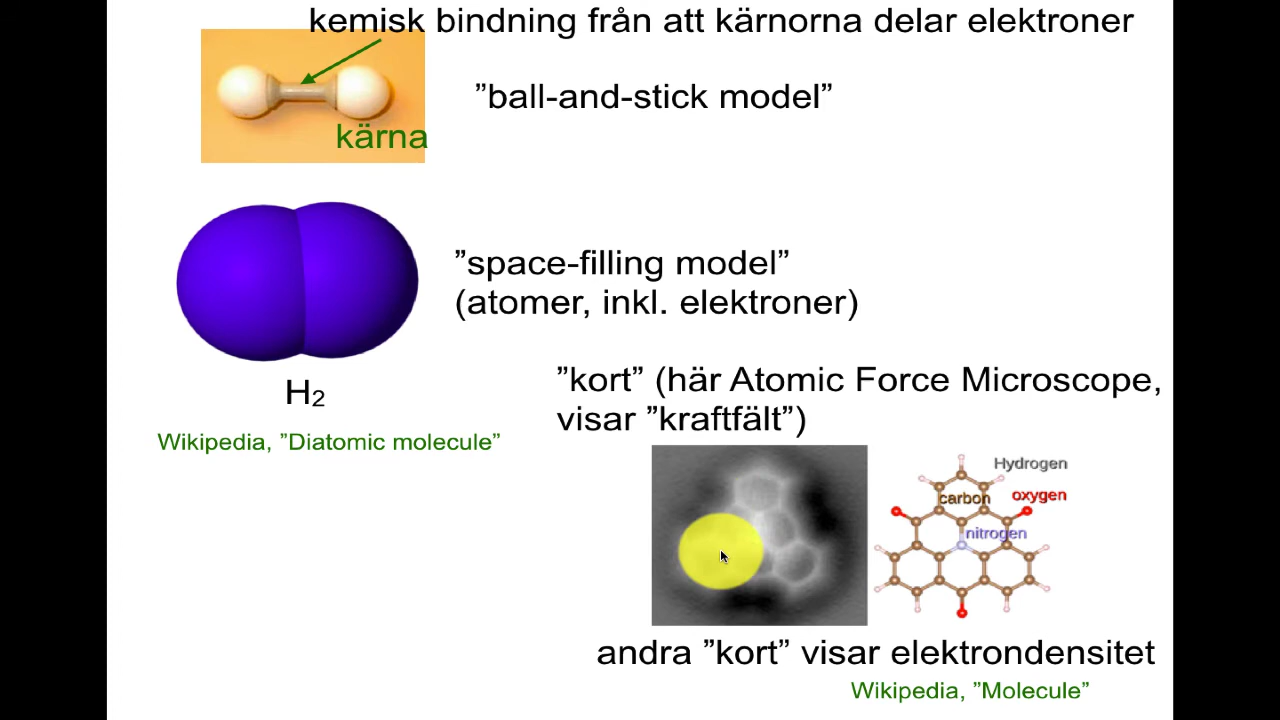 kemisk bindning från att kärnorna delar elektroner
”ball-and-stick model”
kärna
”space-filling model”
(atomer, inkl. elektroner)
H₂
Wikipedia, ”Diatomic molecule”
”kort” (här Atomic Force Microscope,
visar ”kraftfält”)
Hydrogen
carbon
oxygen
nitrogen
andra ”kort” visar elektrondensitet
Wikipedia, ”Molecule”